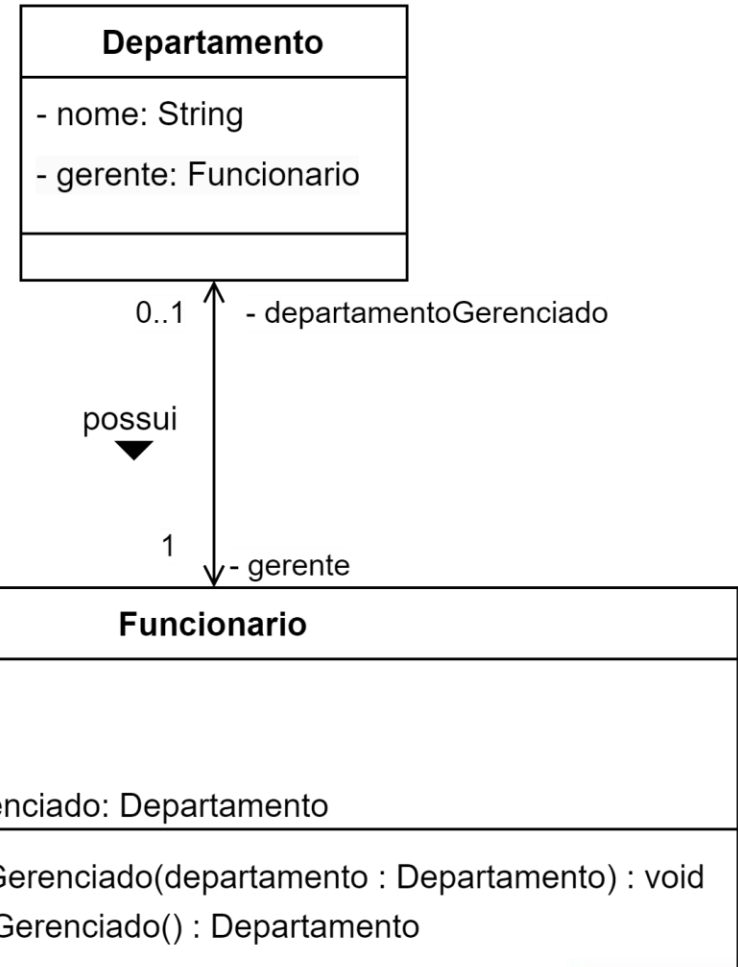 Departamento
- nome: String
- gerente: Funcionario
0..1
- departamentoGerenciado
possui
1
- gerente
Funcionario
enciado: Departamento
Gerenciado(departamento : Departamento) : void
Gerenciado() : Departamento